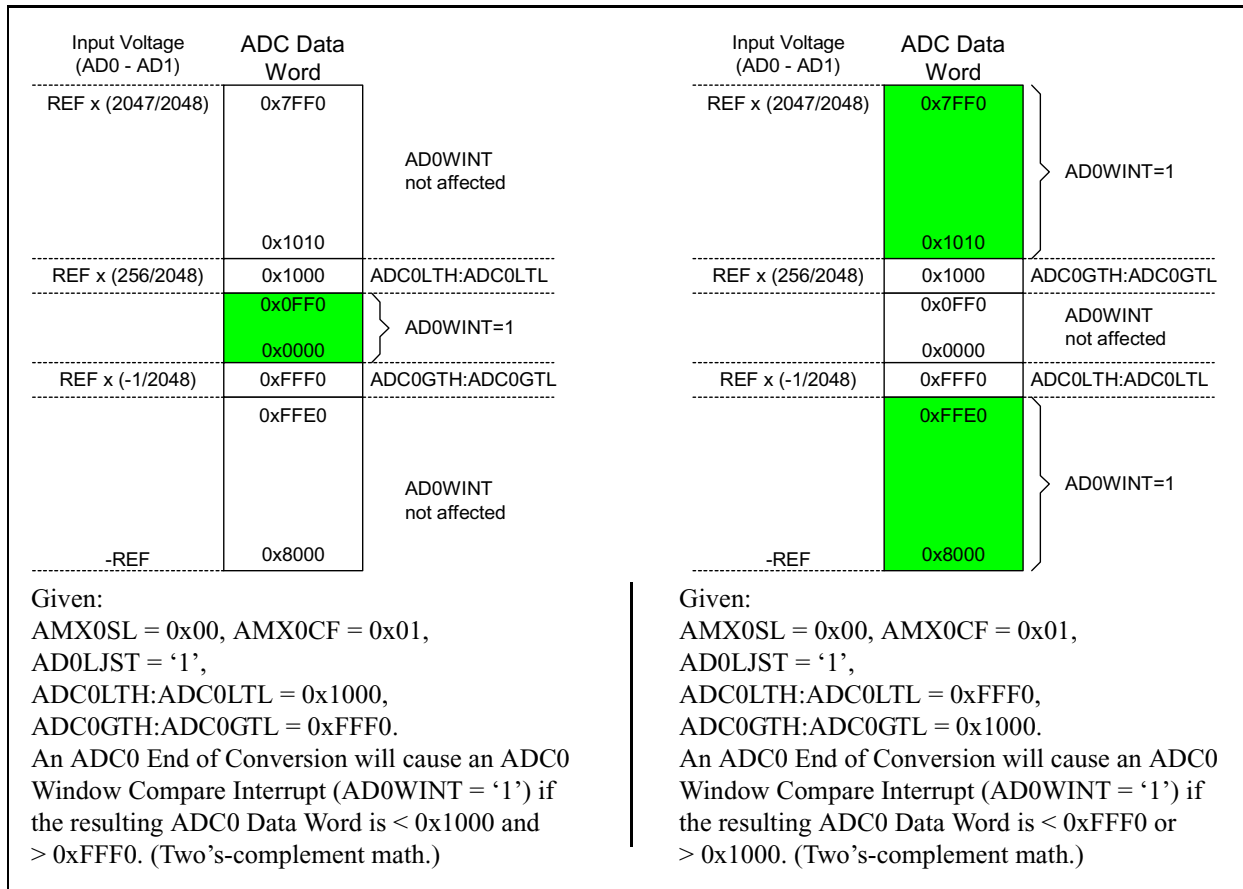 Input Voltage
(AD0 - AD1)
ADC Data
Word
REF x (2047/2048)
0x7FF0
AD0WINT
not affected
0x1010
REF x (256/2048)
0x1000
ADC0LTH:ADC0LTL
0x0FF0
AD0WINT=1
0x0000
REF x (-1/2048)
0xFFF0
ADC0GTH:ADC0GTL
0xFFE0
AD0WINT
not affected
-REF
0x8000
Given:
AMX0SL = 0x00, AMX0CF = 0x01,
AD0LJST = ‘1’,
ADC0LTH:ADC0LTL = 0x1000,
ADC0GTH:ADC0GTL = 0xFFF0.
An ADC0 End of Conversion will cause an ADC0
Window Compare Interrupt (AD0WINT = ‘1’) if
the resulting ADC0 Data Word is < 0x1000 and
> 0xFFF0. (Two’s-complement math.)
Input Voltage
(AD0 - AD1)
ADC Data
Word
REF x (2047/2048)
0x7FF0
AD0WINT=1
0x1010
REF x (256/2048)
0x1000
ADC0GTH:ADC0GTL
0x0FF0
AD0WINT
not affected
0x0000
REF x (-1/2048)
0xFFF0
ADC0LTH:ADC0LTL
0xFFE0
AD0WINT=1
-REF
0x8000
Given:
AMX0SL = 0x00, AMX0CF = 0x01,
AD0LJST = ‘1’,
ADC0LTH:ADC0LTL = 0xFFF0,
ADC0GTH:ADC0GTL = 0x1000.
An ADC0 End of Conversion will cause an ADC0
Window Compare Interrupt (AD0WINT = ‘1’) if
the resulting ADC0 Data Word is < 0xFFF0 or
> 0x1000. (Two’s-complement math.)